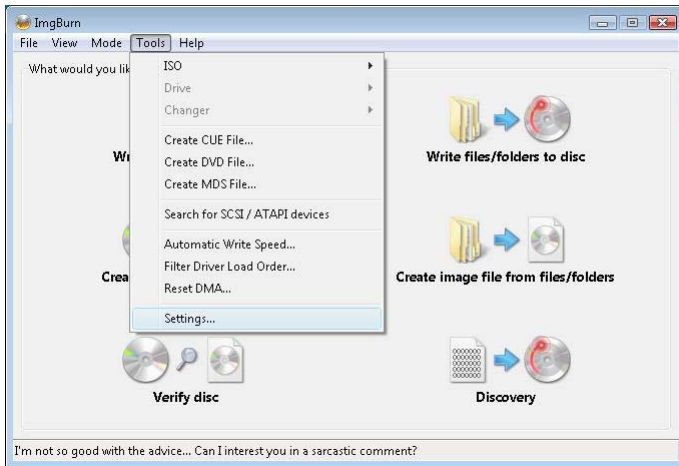 ImgBurn
File View Mode Tools Help
What would you lik
ISO
Drive
Changer
Create CUE File...
Create DVD File...
Create MDS File...
Search for SCSI / ATAPI devices
Automatic Write Speed...
Filter Driver Load Order...
Reset DMA...
Settings...
Wr
Write files/folders to disc
Crea
Create image file from files/folders
Verify disc
Discovery
I'm not so good with the advice... Can I interest you in a sarcastic comment?